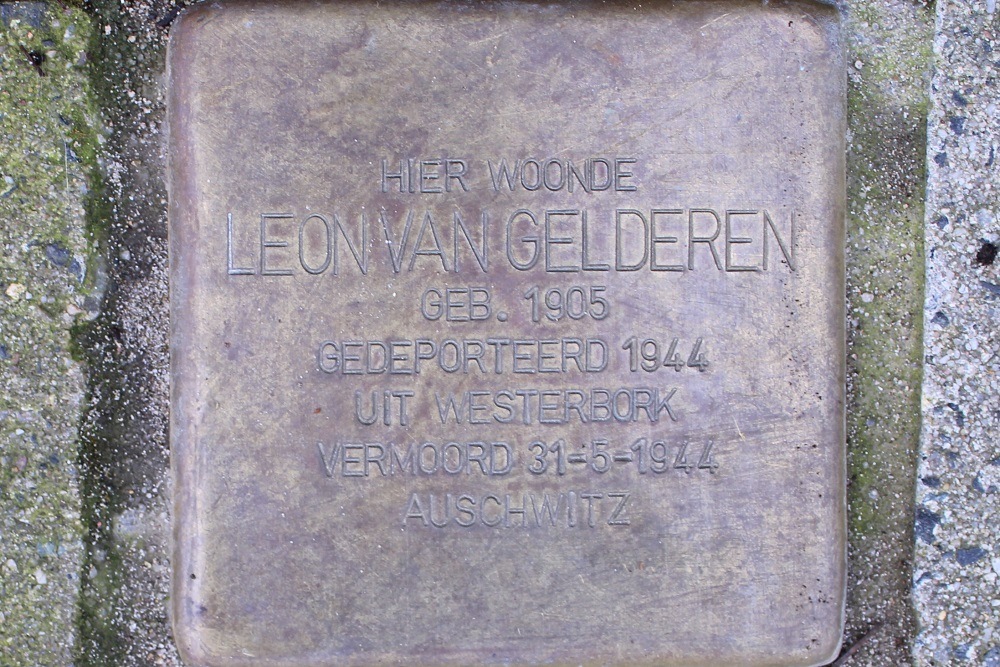 HIER WOONDE
LEON VAN GELDEREN
GEB. 1905
GEDEPORTEERD 1944
UIT WESTERBORK
VERMOORD 31-5-1944
AUSCHWITZ